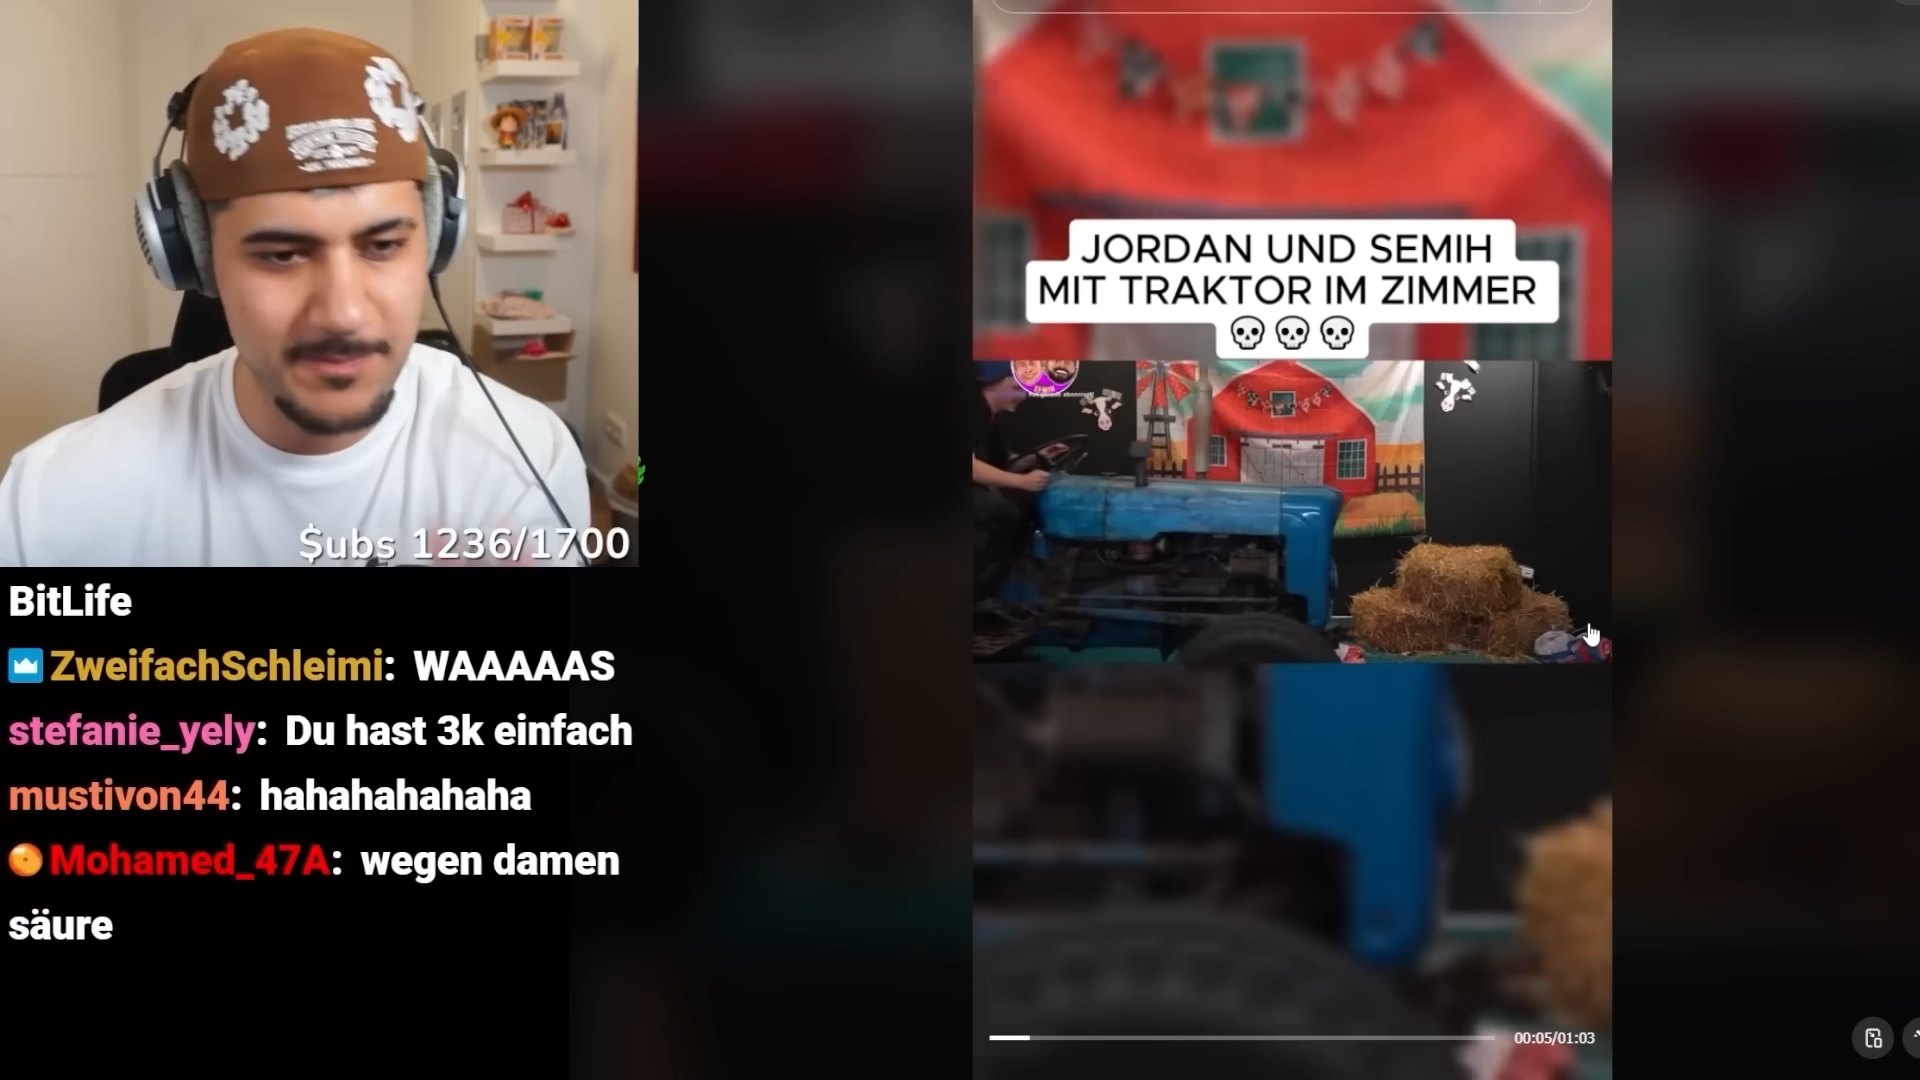 $ubs 1236/1700
BitLife
ZweifachSchleimi: WAAAAAS
stefanie_yely: Du hast 3k einfach
mustivon44: hahahahahaha
Mohamed_47A: wegen damen
säure
JORDAN UND SEMIH
MIT TRAKTOR IM ZIMMER
💀💀💀
00:05/01:03